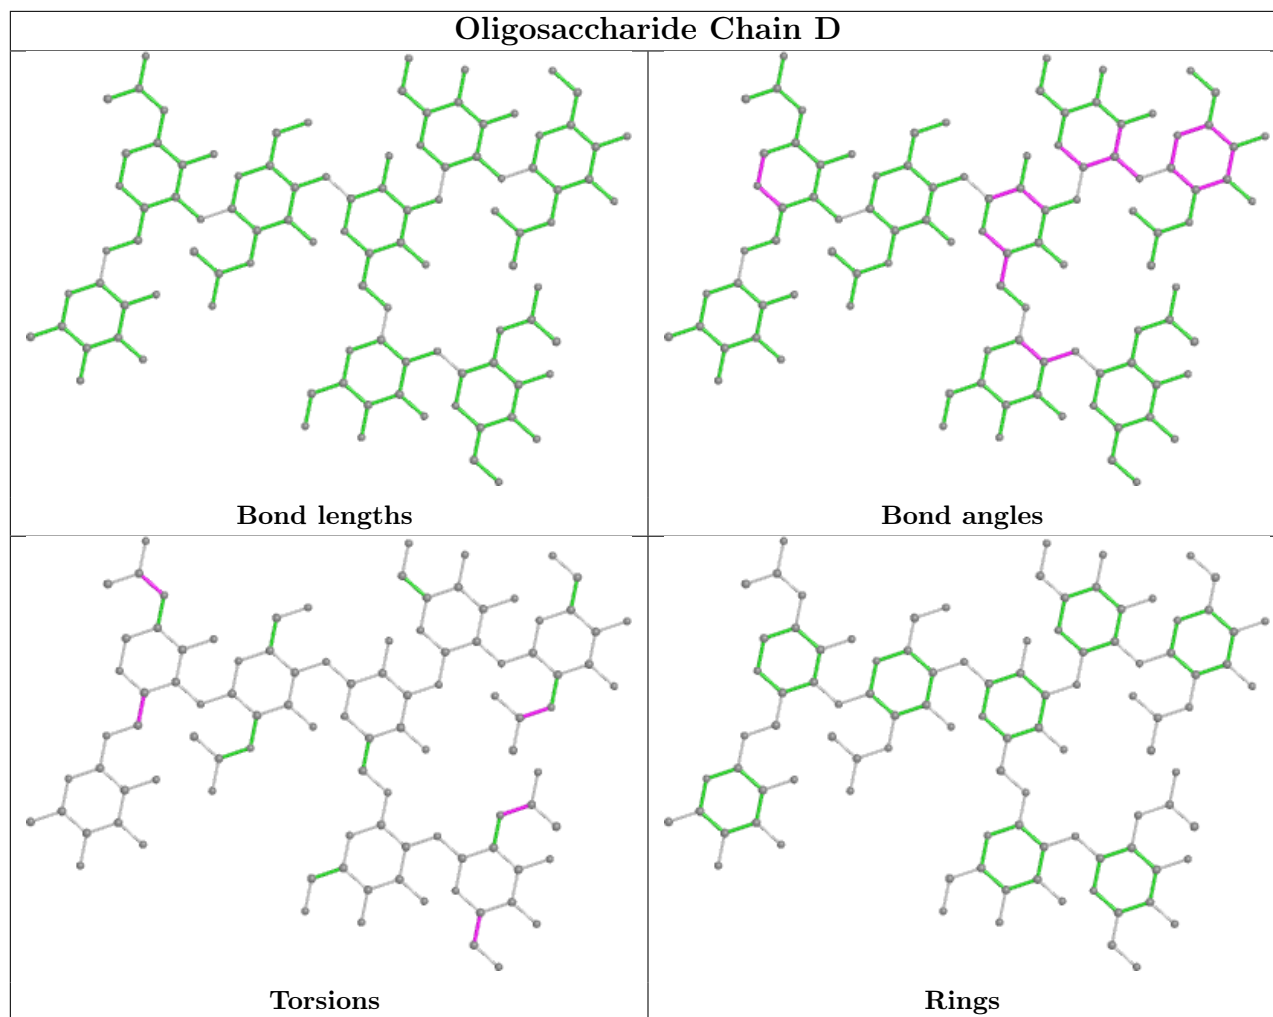 Oligosaccharide Chain D
Bond lengths
Bond angles
Torsions
Rings